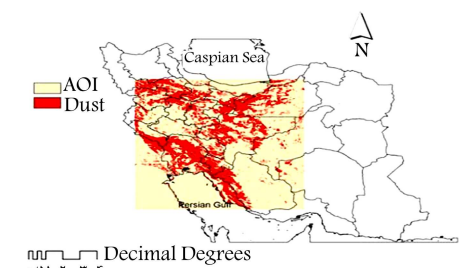 Caspian Sea
N
AOI
Dust
Persian Gulf
Decimal Degrees